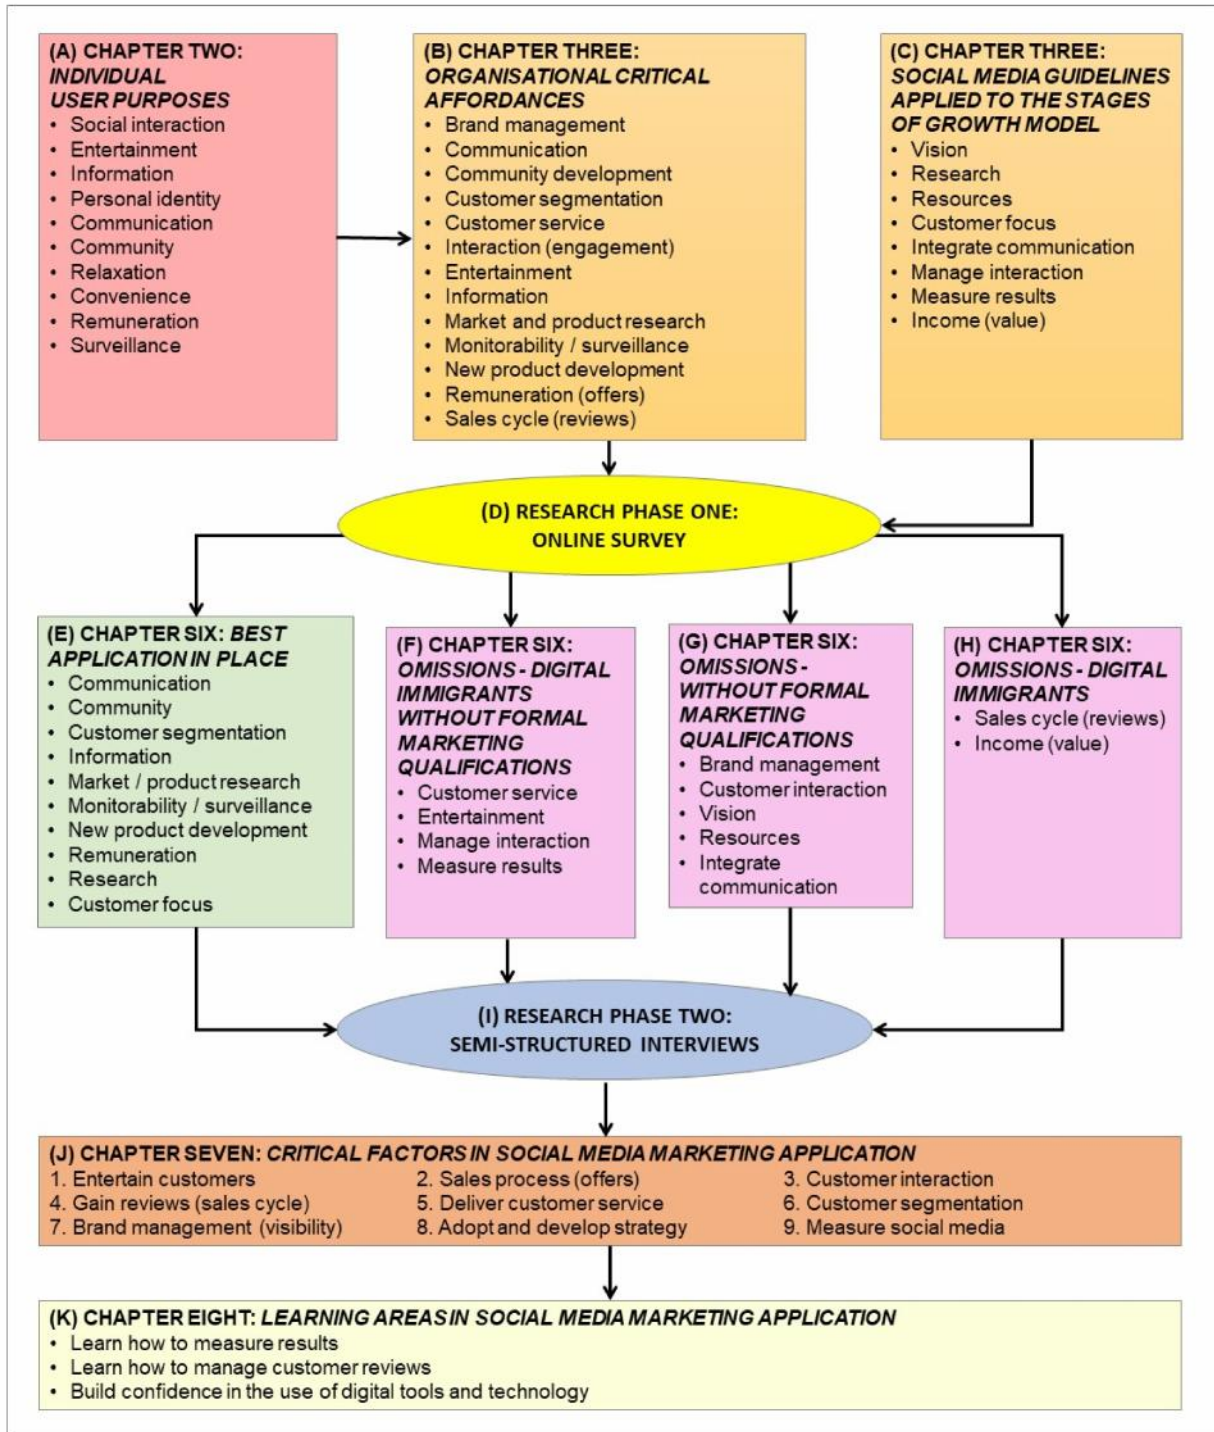 (A) CHAPTER TWO:
INDIVIDUAL
USER PURPOSES
• Social interaction
• Entertainment
• Information
• Personal identity
• Communication
• Community
• Relaxation
• Convenience
• Remuneration
• Surveillance
(B) CHAPTER THREE:
ORGANISATIONAL CRITICAL
AFFORDANCES
• Brand management
• Communication
• Community development
• Customer segmentation
• Customer service
• Interaction (engagement)
• Entertainment
• Information
• Market and product research
• Monitorability / surveillance
• New product development
• Remuneration (offers)
• Sales cycle (reviews)
(C) CHAPTER THREE:
SOCIAL MEDIA GUIDELINES
APPLIED TO THE STAGES
OF GROWTH MODEL
• Vision
• Research
• Resources
• Customer focus
• Integrate communication
• Manage interaction
• Measure results
• Income (value)
(D) RESEARCH PHASE ONE:
ONLINE SURVEY
(E) CHAPTER SIX: BEST
APPLICATION IN PLACE
• Communication
• Community
• Customer segmentation
• Information
• Market / product research
• Monitorability / surveillance
• New product development
• Remuneration
• Research
• Customer focus
(F) CHAPTER SIX:
OMISSIONS - DIGITAL
IMMIGRANTS
WITHOUT FORMAL
MARKETING
QUALIFICATIONS
• Customer service
• Entertainment
• Manage interaction
• Measure results
(G) CHAPTER SIX:
OMISSIONS -
WITHOUT FORMAL
MARKETING
QUALIFICATIONS
• Brand management
• Customer interaction
• Vision
• Resources
• Integrate
communication
(H) CHAPTER SIX:
OMISSIONS - DIGITAL
IMMIGRANTS
• Sales cycle (reviews)
• Income (value)
(I) RESEARCH PHASE TWO:
SEMI-STRUCTURED INTERVIEWS
(J) CHAPTER SEVEN: CRITICAL FACTORS IN SOCIAL MEDIA MARKETING APPLICATION
1. Entertain customers 2. Sales process (offers) 3. Customer interaction
4. Gain reviews (sales cycle) 5. Deliver customer service 6. Customer segmentation
7. Brand management (visibility) 8. Adopt and develop strategy 9. Measure social media
(K) CHAPTER EIGHT: LEARNING AREAS IN SOCIAL MEDIA MARKETING APPLICATION
• Learn how to measure results
• Learn how to manage customer reviews
• Build confidence in the use of digital tools and technology